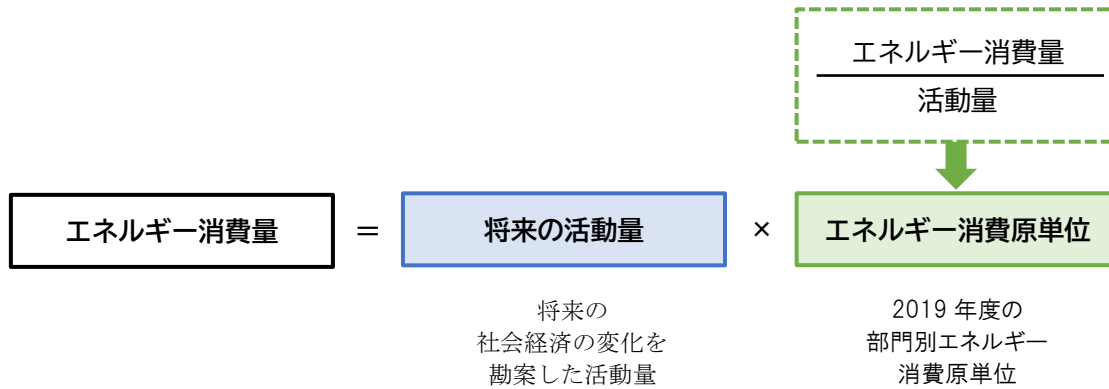 エネルギー消費量
活動量
エネルギー消費量 = 将来の活動量 × エネルギー消費原単位
将来の
社会経済の変化を
勘案した活動量
2019 年度の
部門別エネルギー
消費原単位